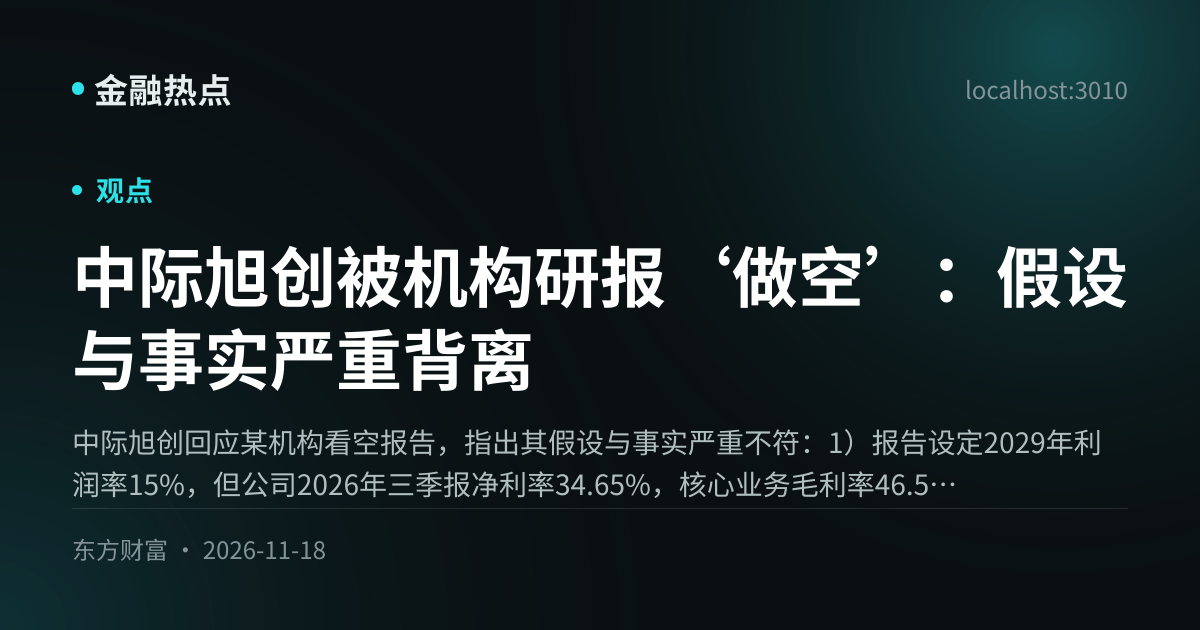 金融热点
localhost:3010
观点
中际旭创被机构研报‘做空’：假设
与事实严重背离
中际旭创回应某机构看空报告，指出其假设与事实严重不符：1）报告设定2029年利
润率15%，但公司2026年三季报净利率34.65%，核心业务毛利率46.5…
东方财富 · 2026-11-18